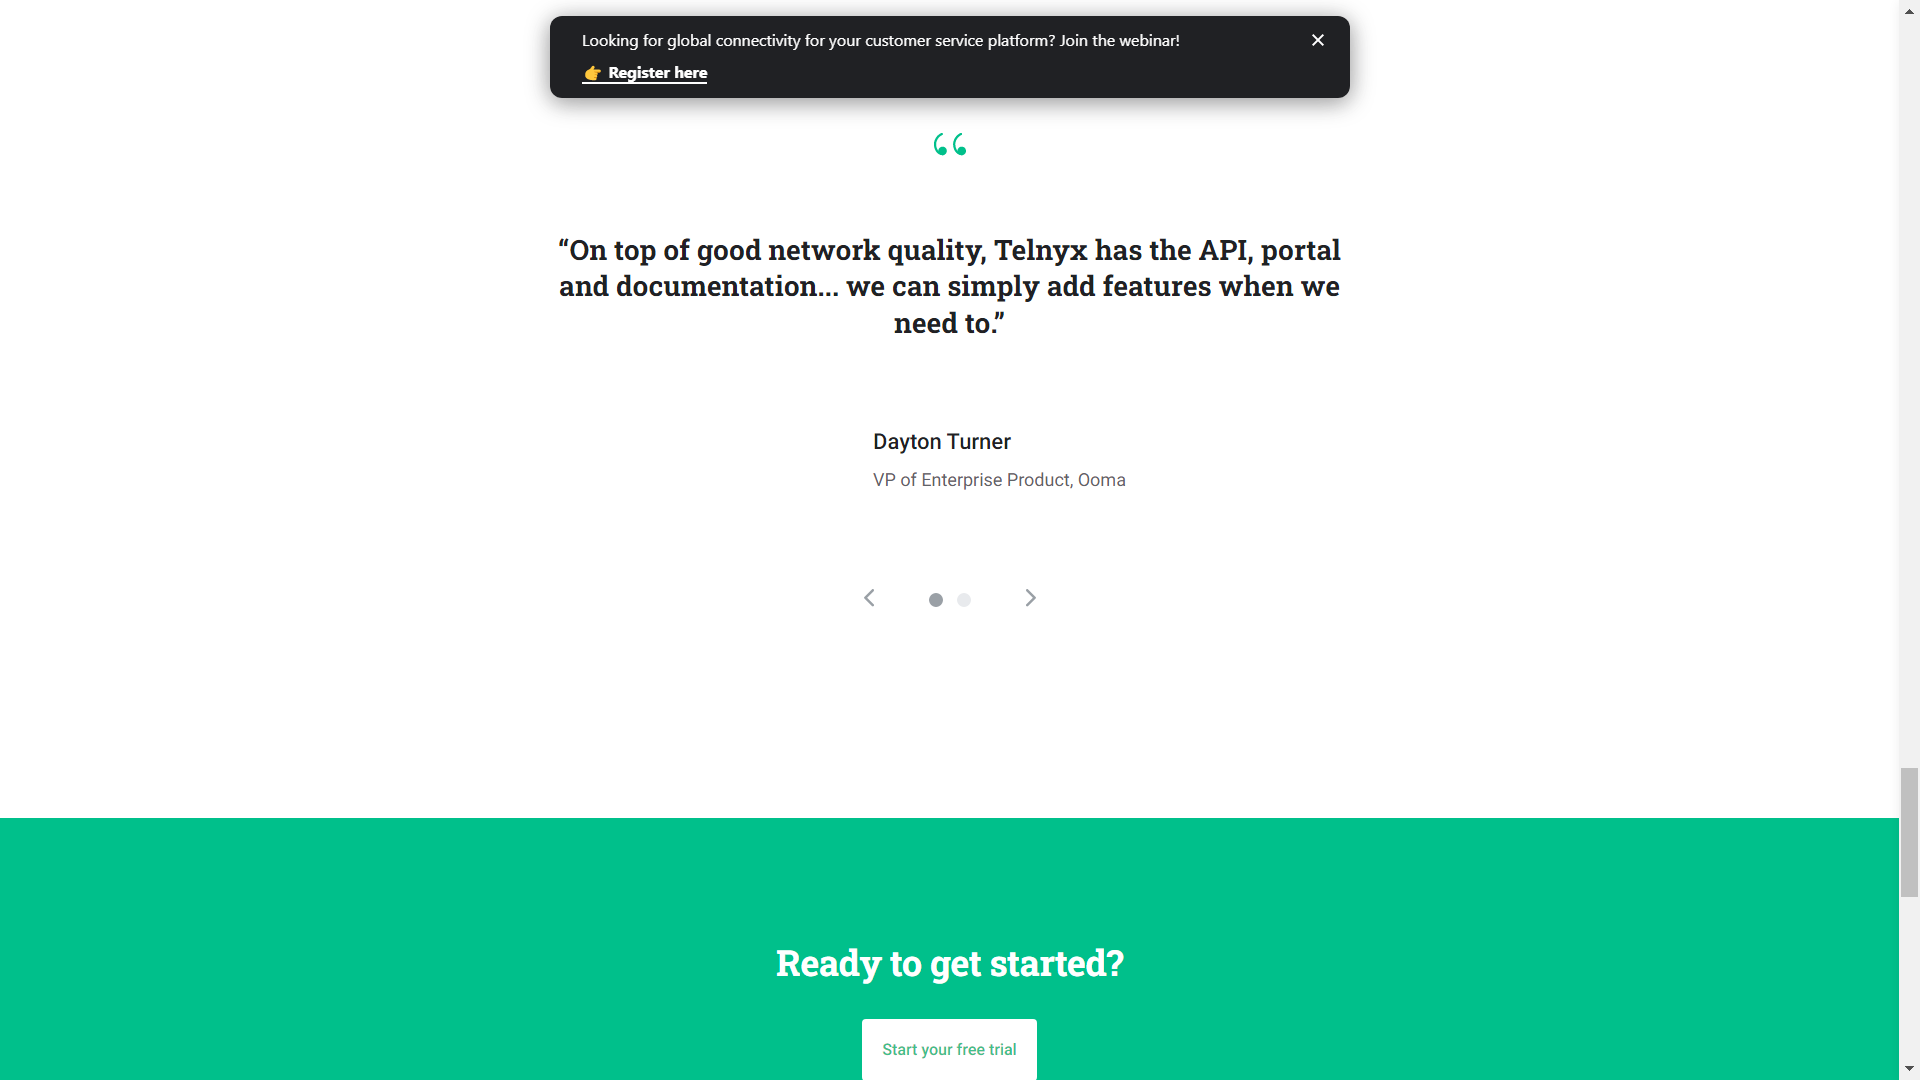 Looking for global connectivity for your customer service platform? Join the webinar!
👉 Register here
“On top of good network quality, Telnyx has the API, portal
and documentation... we can simply add features when we
need to.”
Dayton Turner
VP of Enterprise Product, Ooma
Ready to get started?
Start your free trial